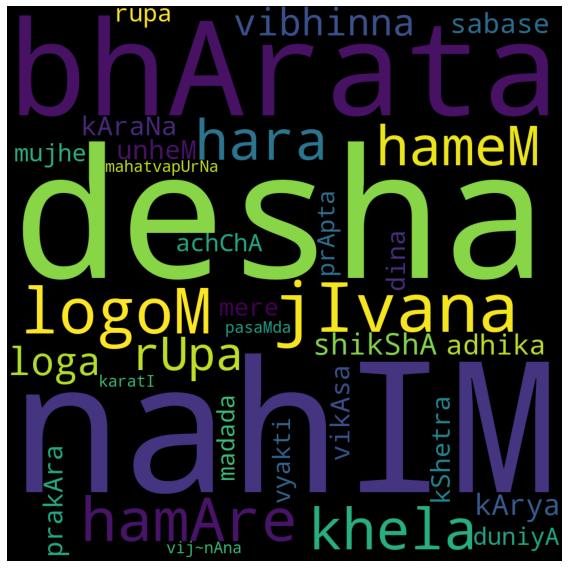 rupa
vibhinna
sabase
bhArata
kAraNa
hara
hameM
mujhe
unheM
mahatvapUrNa
desha
achChA
prApta
dina
logoM
mere
jIvana
pasaMda
loga
rUpa
shikShA
adhika
karatI
nahIM
madada
vyakti
vikAsa
kShetra
prakAra
hamAre
khela
kArya
duniyA
vij~nAna